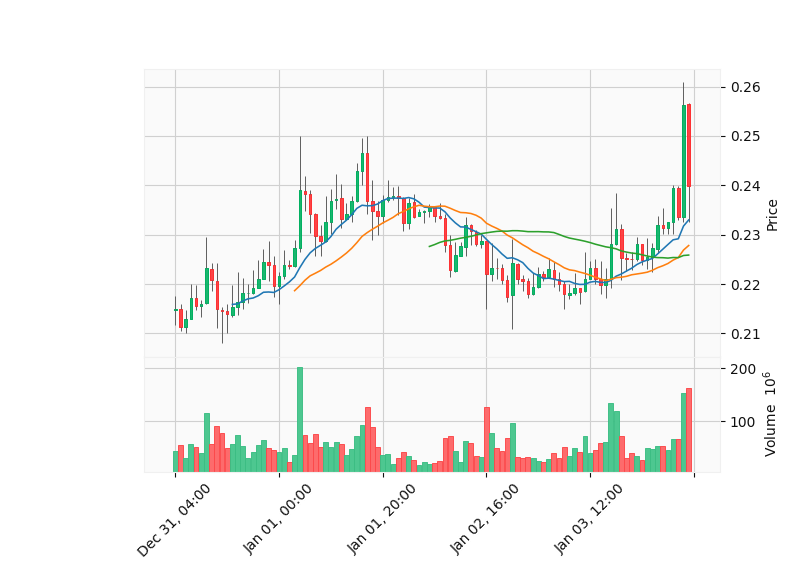 0.26
0.25
0.24
0.23
0.22
0.21
Price
200
100
Volume 10^6
Dec 31, 04:00
Jan 01, 00:00
Jan 01, 20:00
Jan 02, 16:00
Jan 03, 12:00